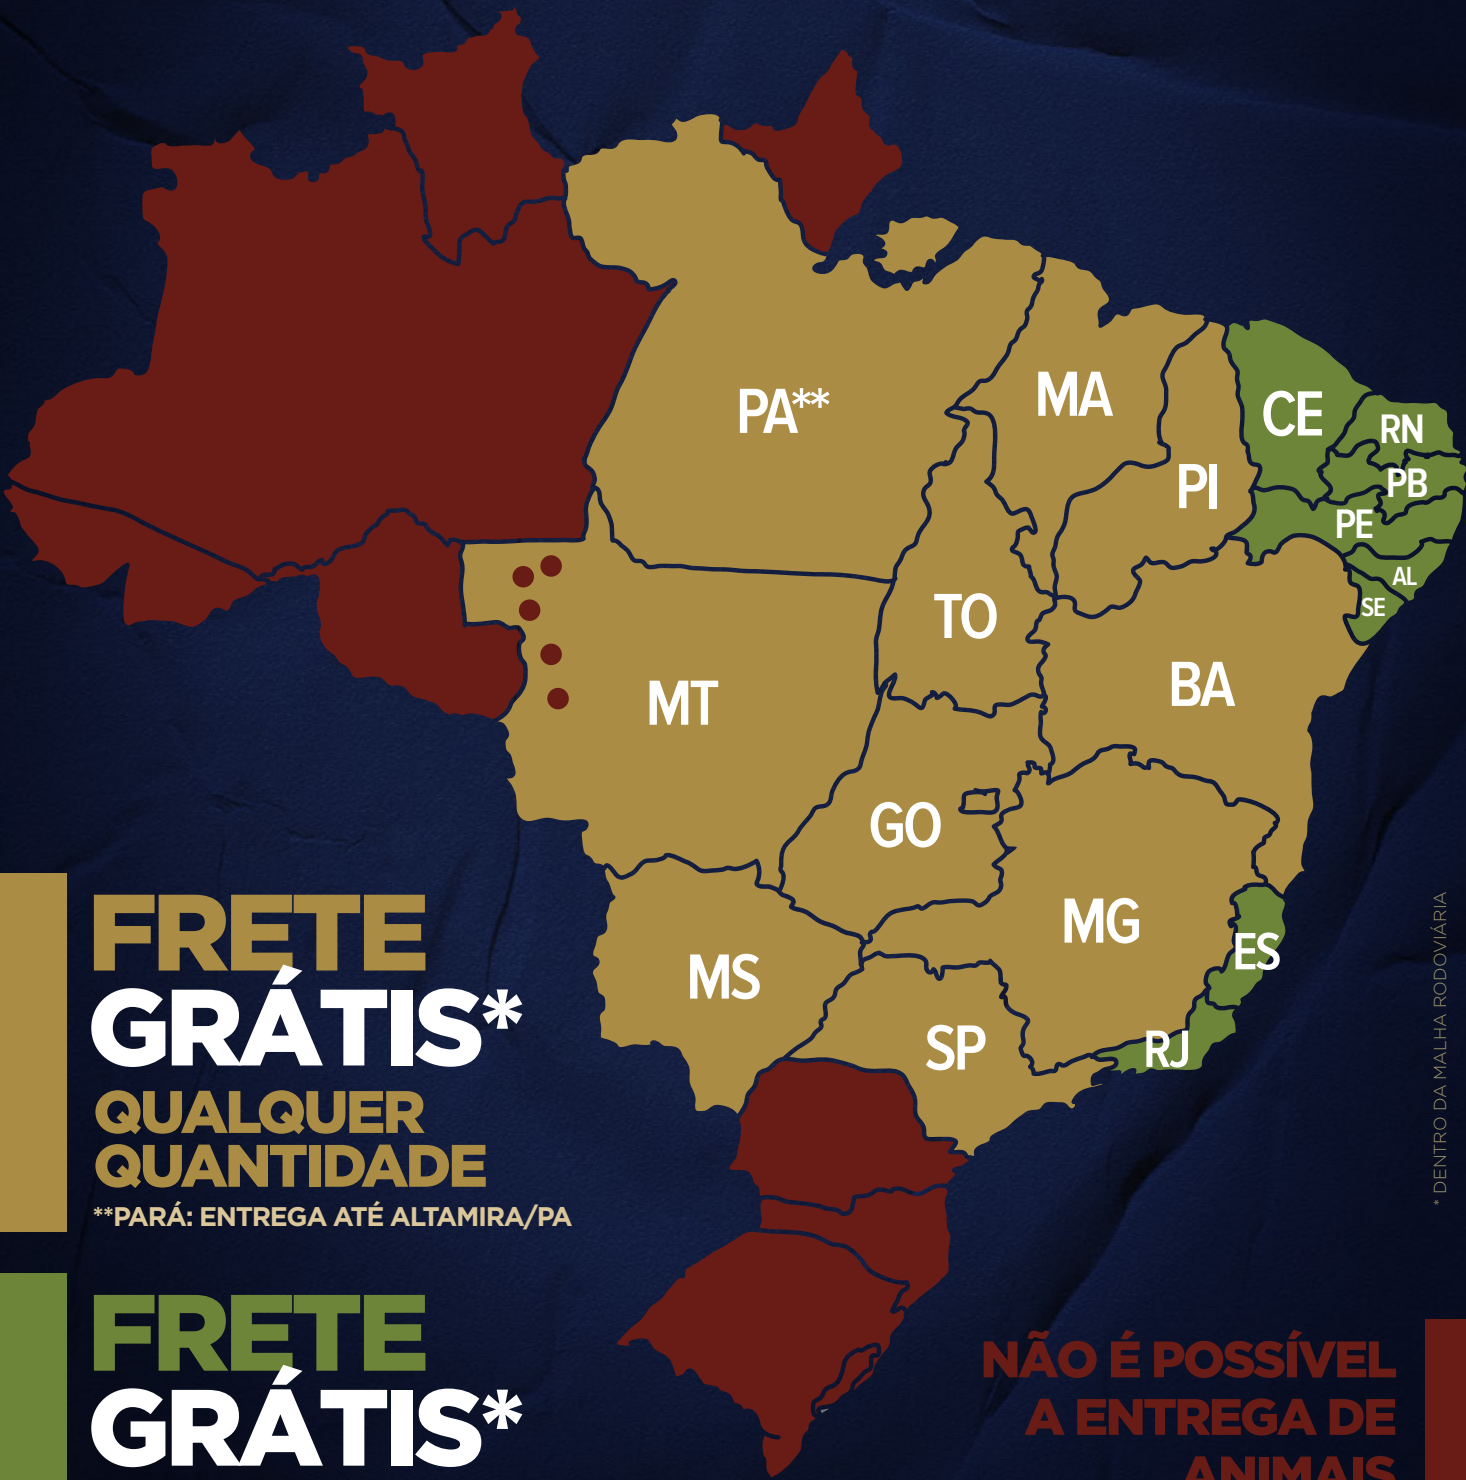 PA**
MA
CE
RN
PI
PB
PE
AL
SE
TO
BA
MT
GO
MG
ES
MS
SP
RJ
FRETE
GRÁTIS*
QUALQUER
QUANTIDADE
**PARÁ: ENTREGA ATÉ ALTAMIRA/PA
FRETE
GRÁTIS*
* DENTRO DA MALHA RODOVIÁRIA
NÃO É POSSÍVEL
A ENTREGA DE
ANIMAIS